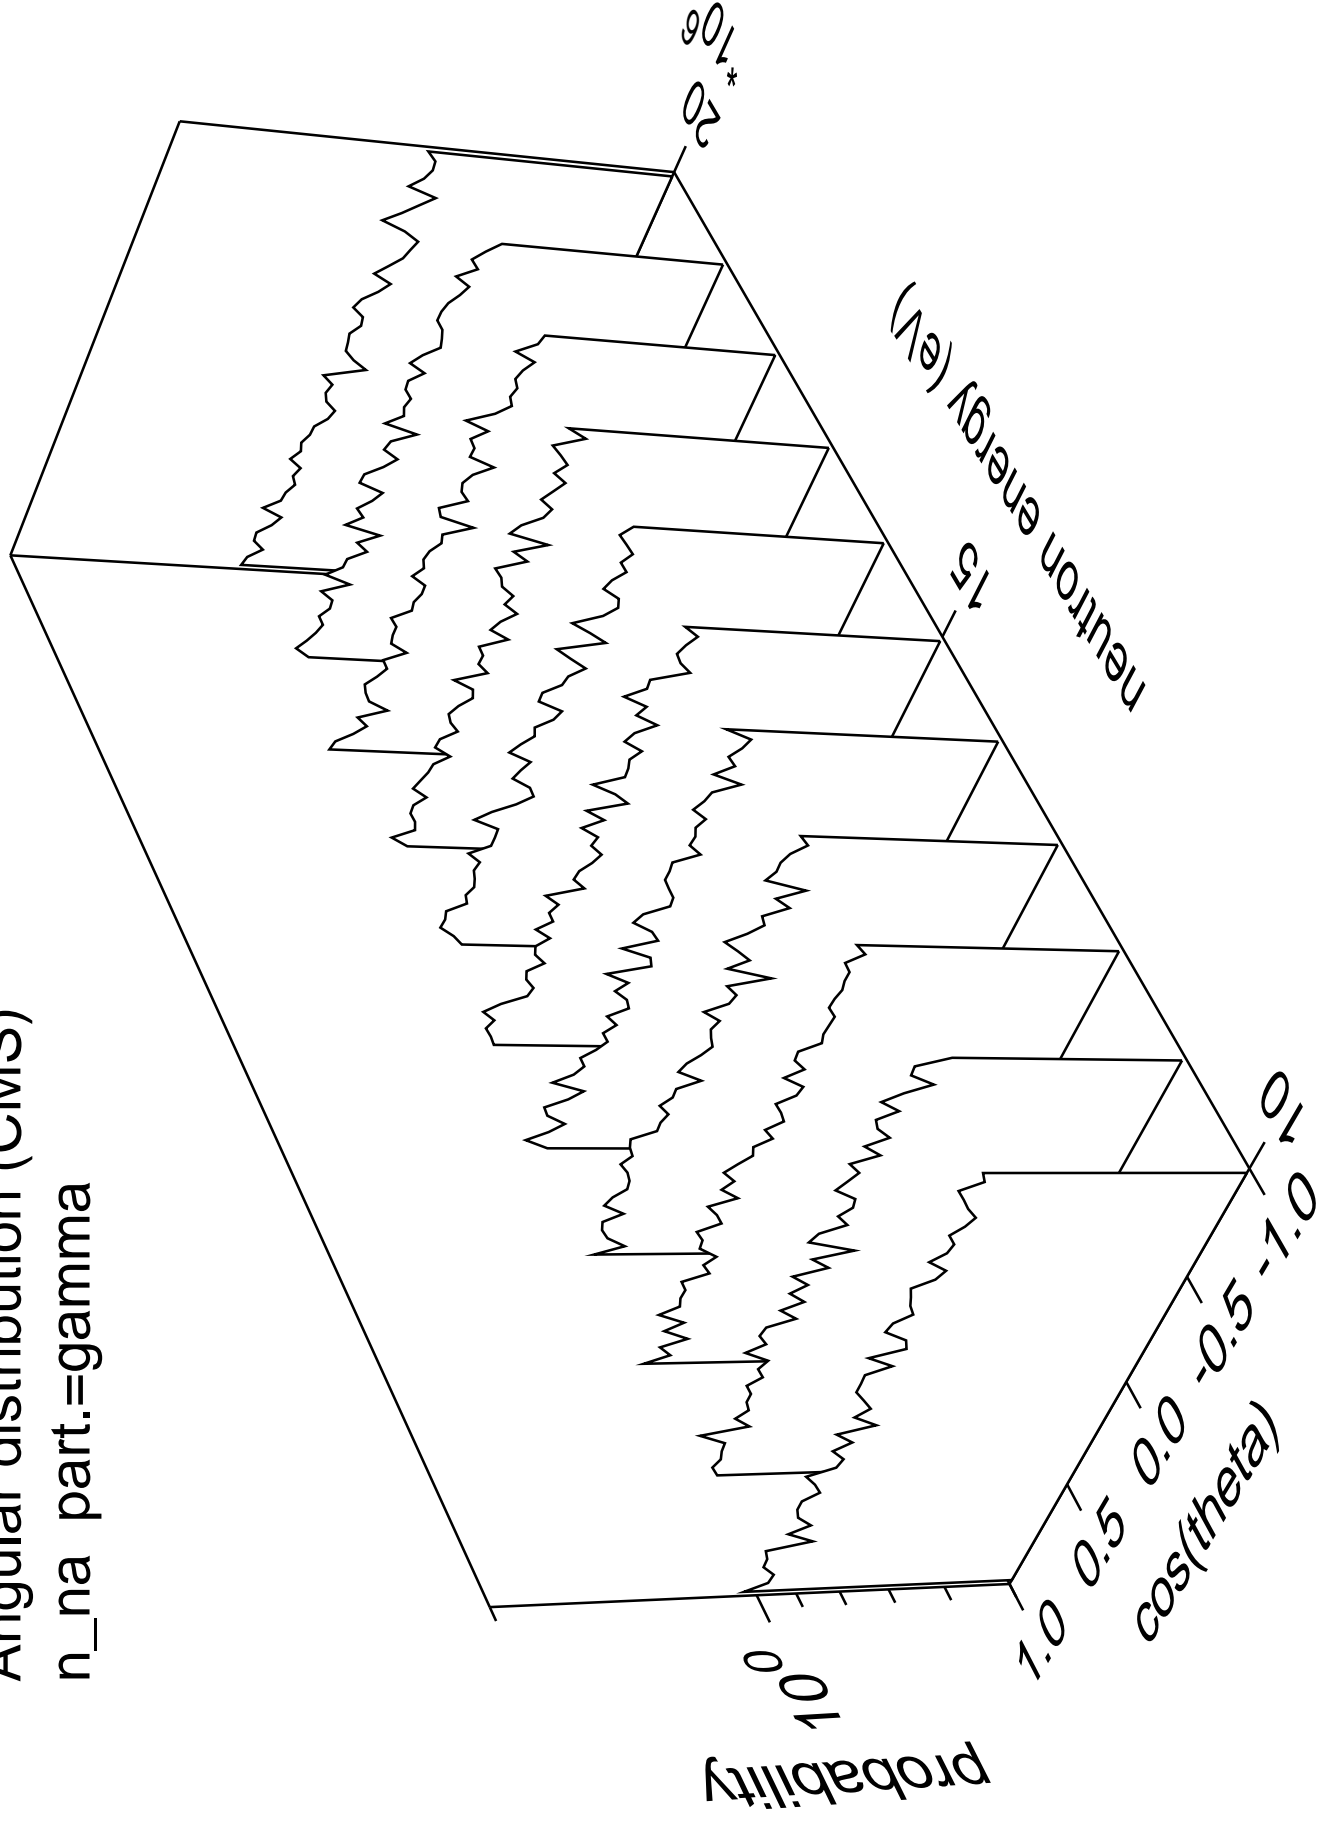 Angular distribution (CMS)
n_na part.=gamma
probability
10^0
1.0 0.5 0.0 -0.5 -1.0
cos(theta)
10 15 20
* 10^6
neutron energy (eV)